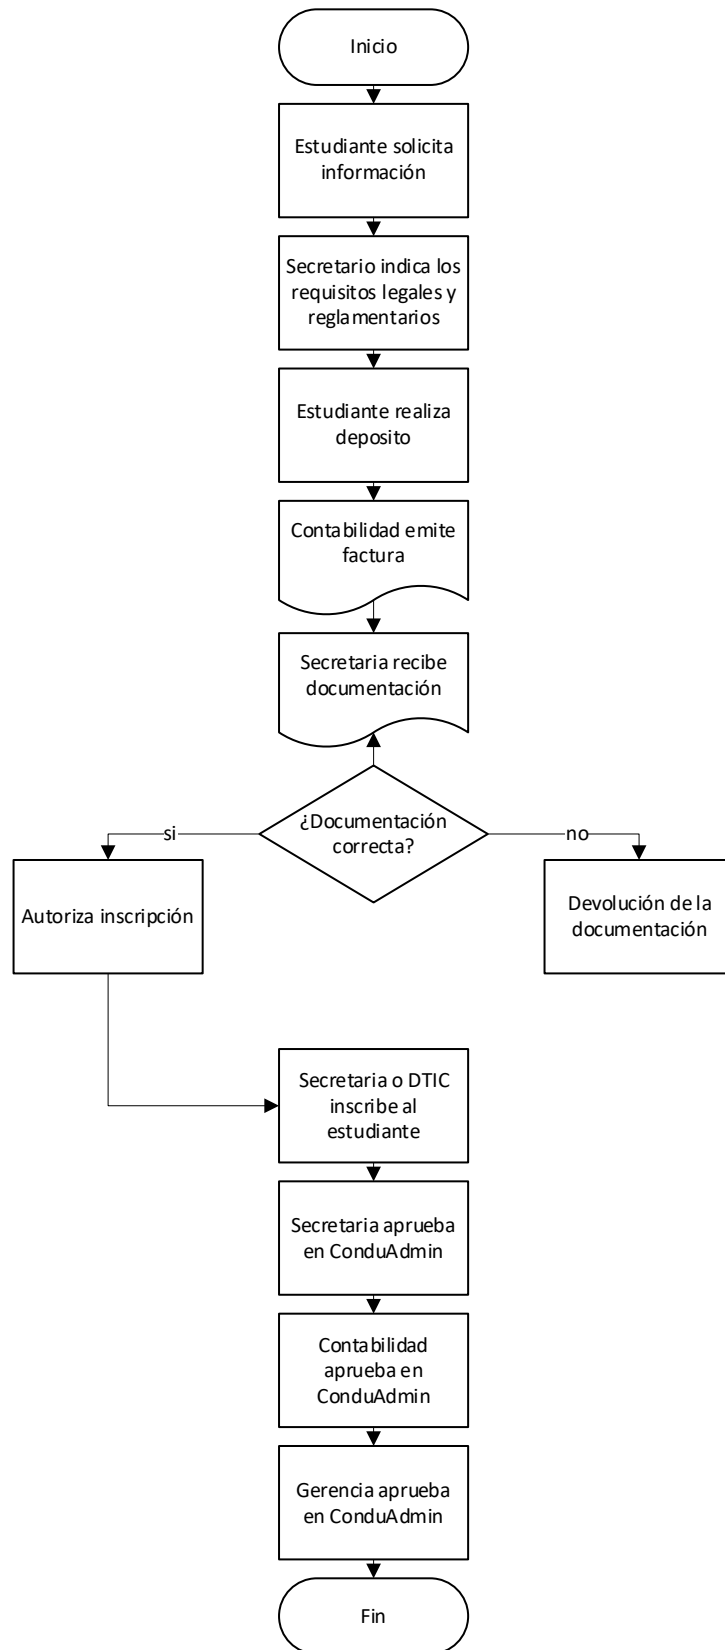 Inicio
Estudiante solicita
información
Secretario indica los
requisitos legales y
reglamentarios
Estudiante realiza
deposito
Contabilidad emite
factura
Secretaria recibe
documentación
¿Documentación
correcta?
si
no
Autoriza inscripción
Devolución de la
documentación
Secretaria o DTIC
inscribe al
estudiante
Secretaria aprueba
en ConduAdmin
Contabilidad
aprueba en
ConduAdmin
Gerencia aprueba
en ConduAdmin
Fin